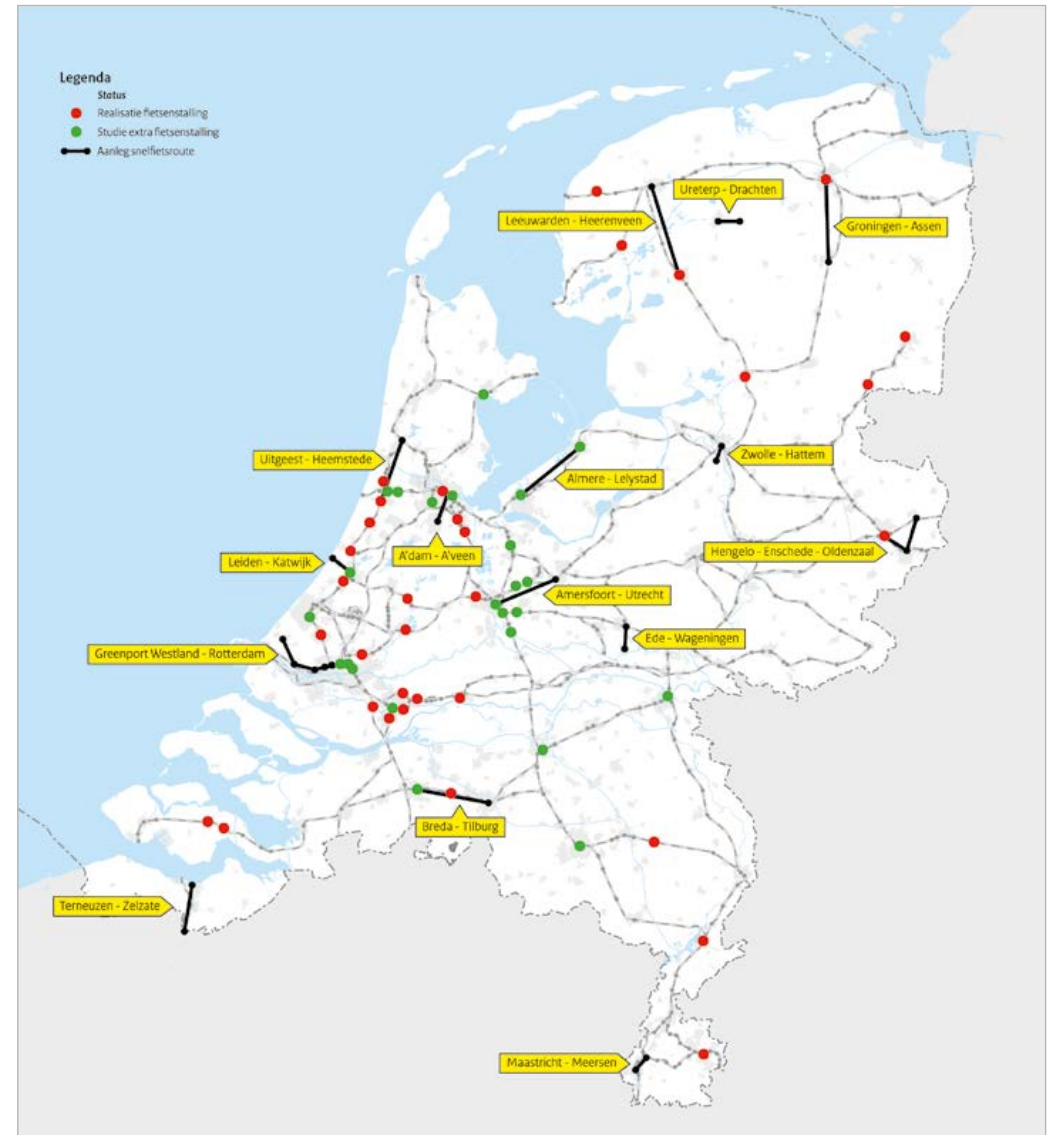 Legenda
Status
Realisatie fietsenstalling
Studie extra fietsenstalling
Aanleg snelfietsroute
Ureterp - Drachten
Leeuwarden - Heerenveen
Groningen - Assen
Uitgeest - Heemstede
Zwolle - Hattem
Almere - Lelystad
Hengelo - Enschede - Oldenzaal
A'dam - A'veen
Leiden - Katwijk
Amersfoort - Utrecht
Ede - Wageningen
Greenport Westland - Rotterdam
Breda - Tilburg
Terneuzen - Zelzate
Maastricht - Meersen